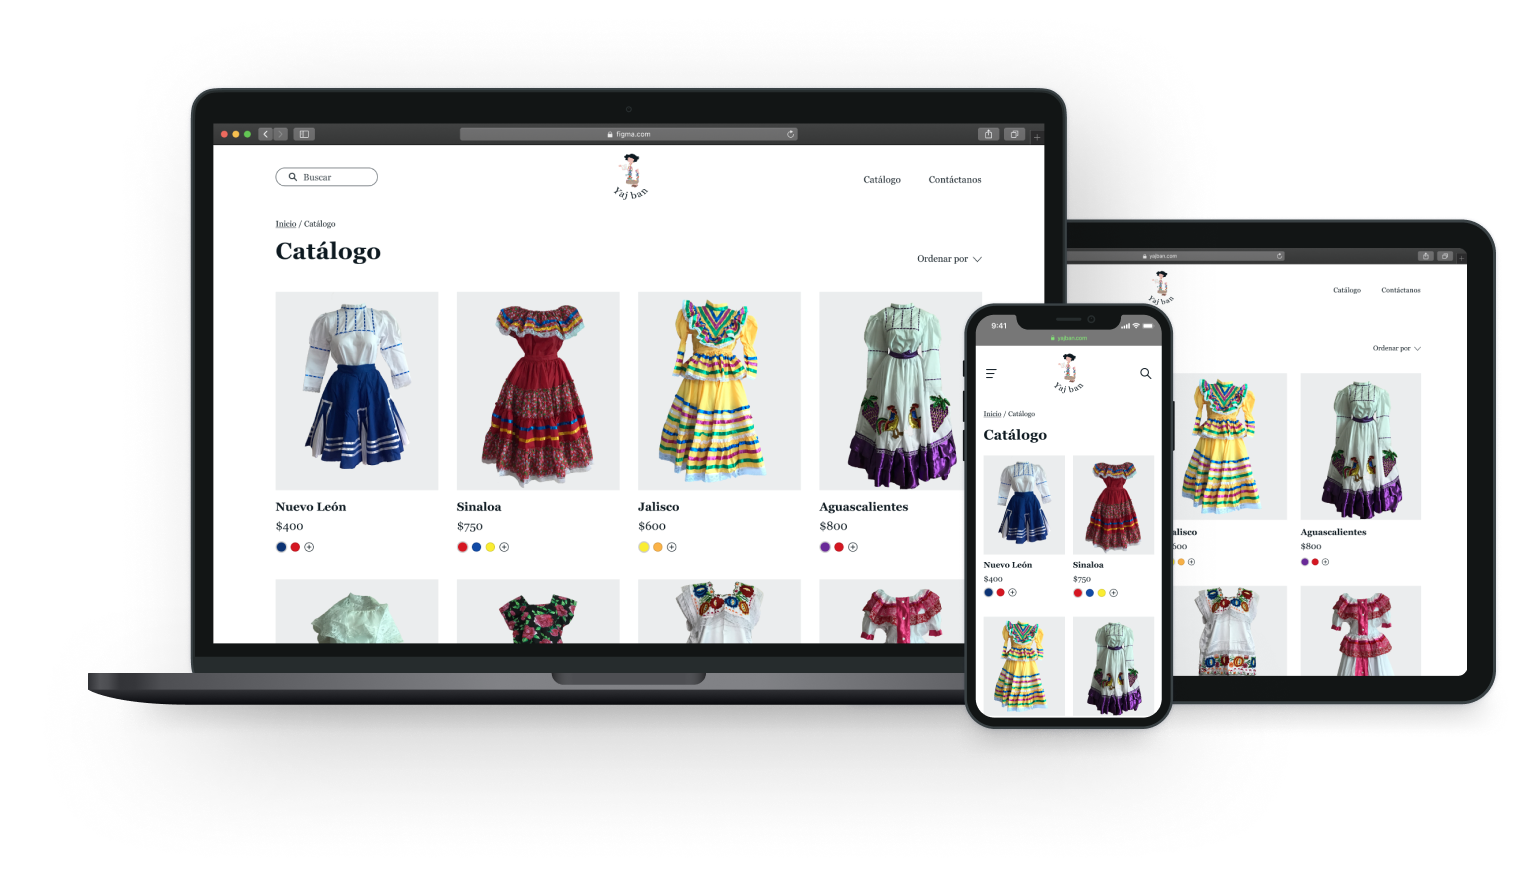 figma.com
Buscar
Yaj ban
Catálogo
Contáctanos
Inicio / Catálogo
Catálogo
Ordenar por
Nuevo León
$400
Sinaloa
$750
Jalisco
$600
Aguascalientes
$800
yajban.com
Yaj ban
Catálogo
Contáctanos
Ordenar por
alisco
600
Aguascalientes
$800
9:41
yajban.com
Yaj ban
Inicio / Catálogo
Catálogo
Nuevo León
$400
Sinaloa
$750